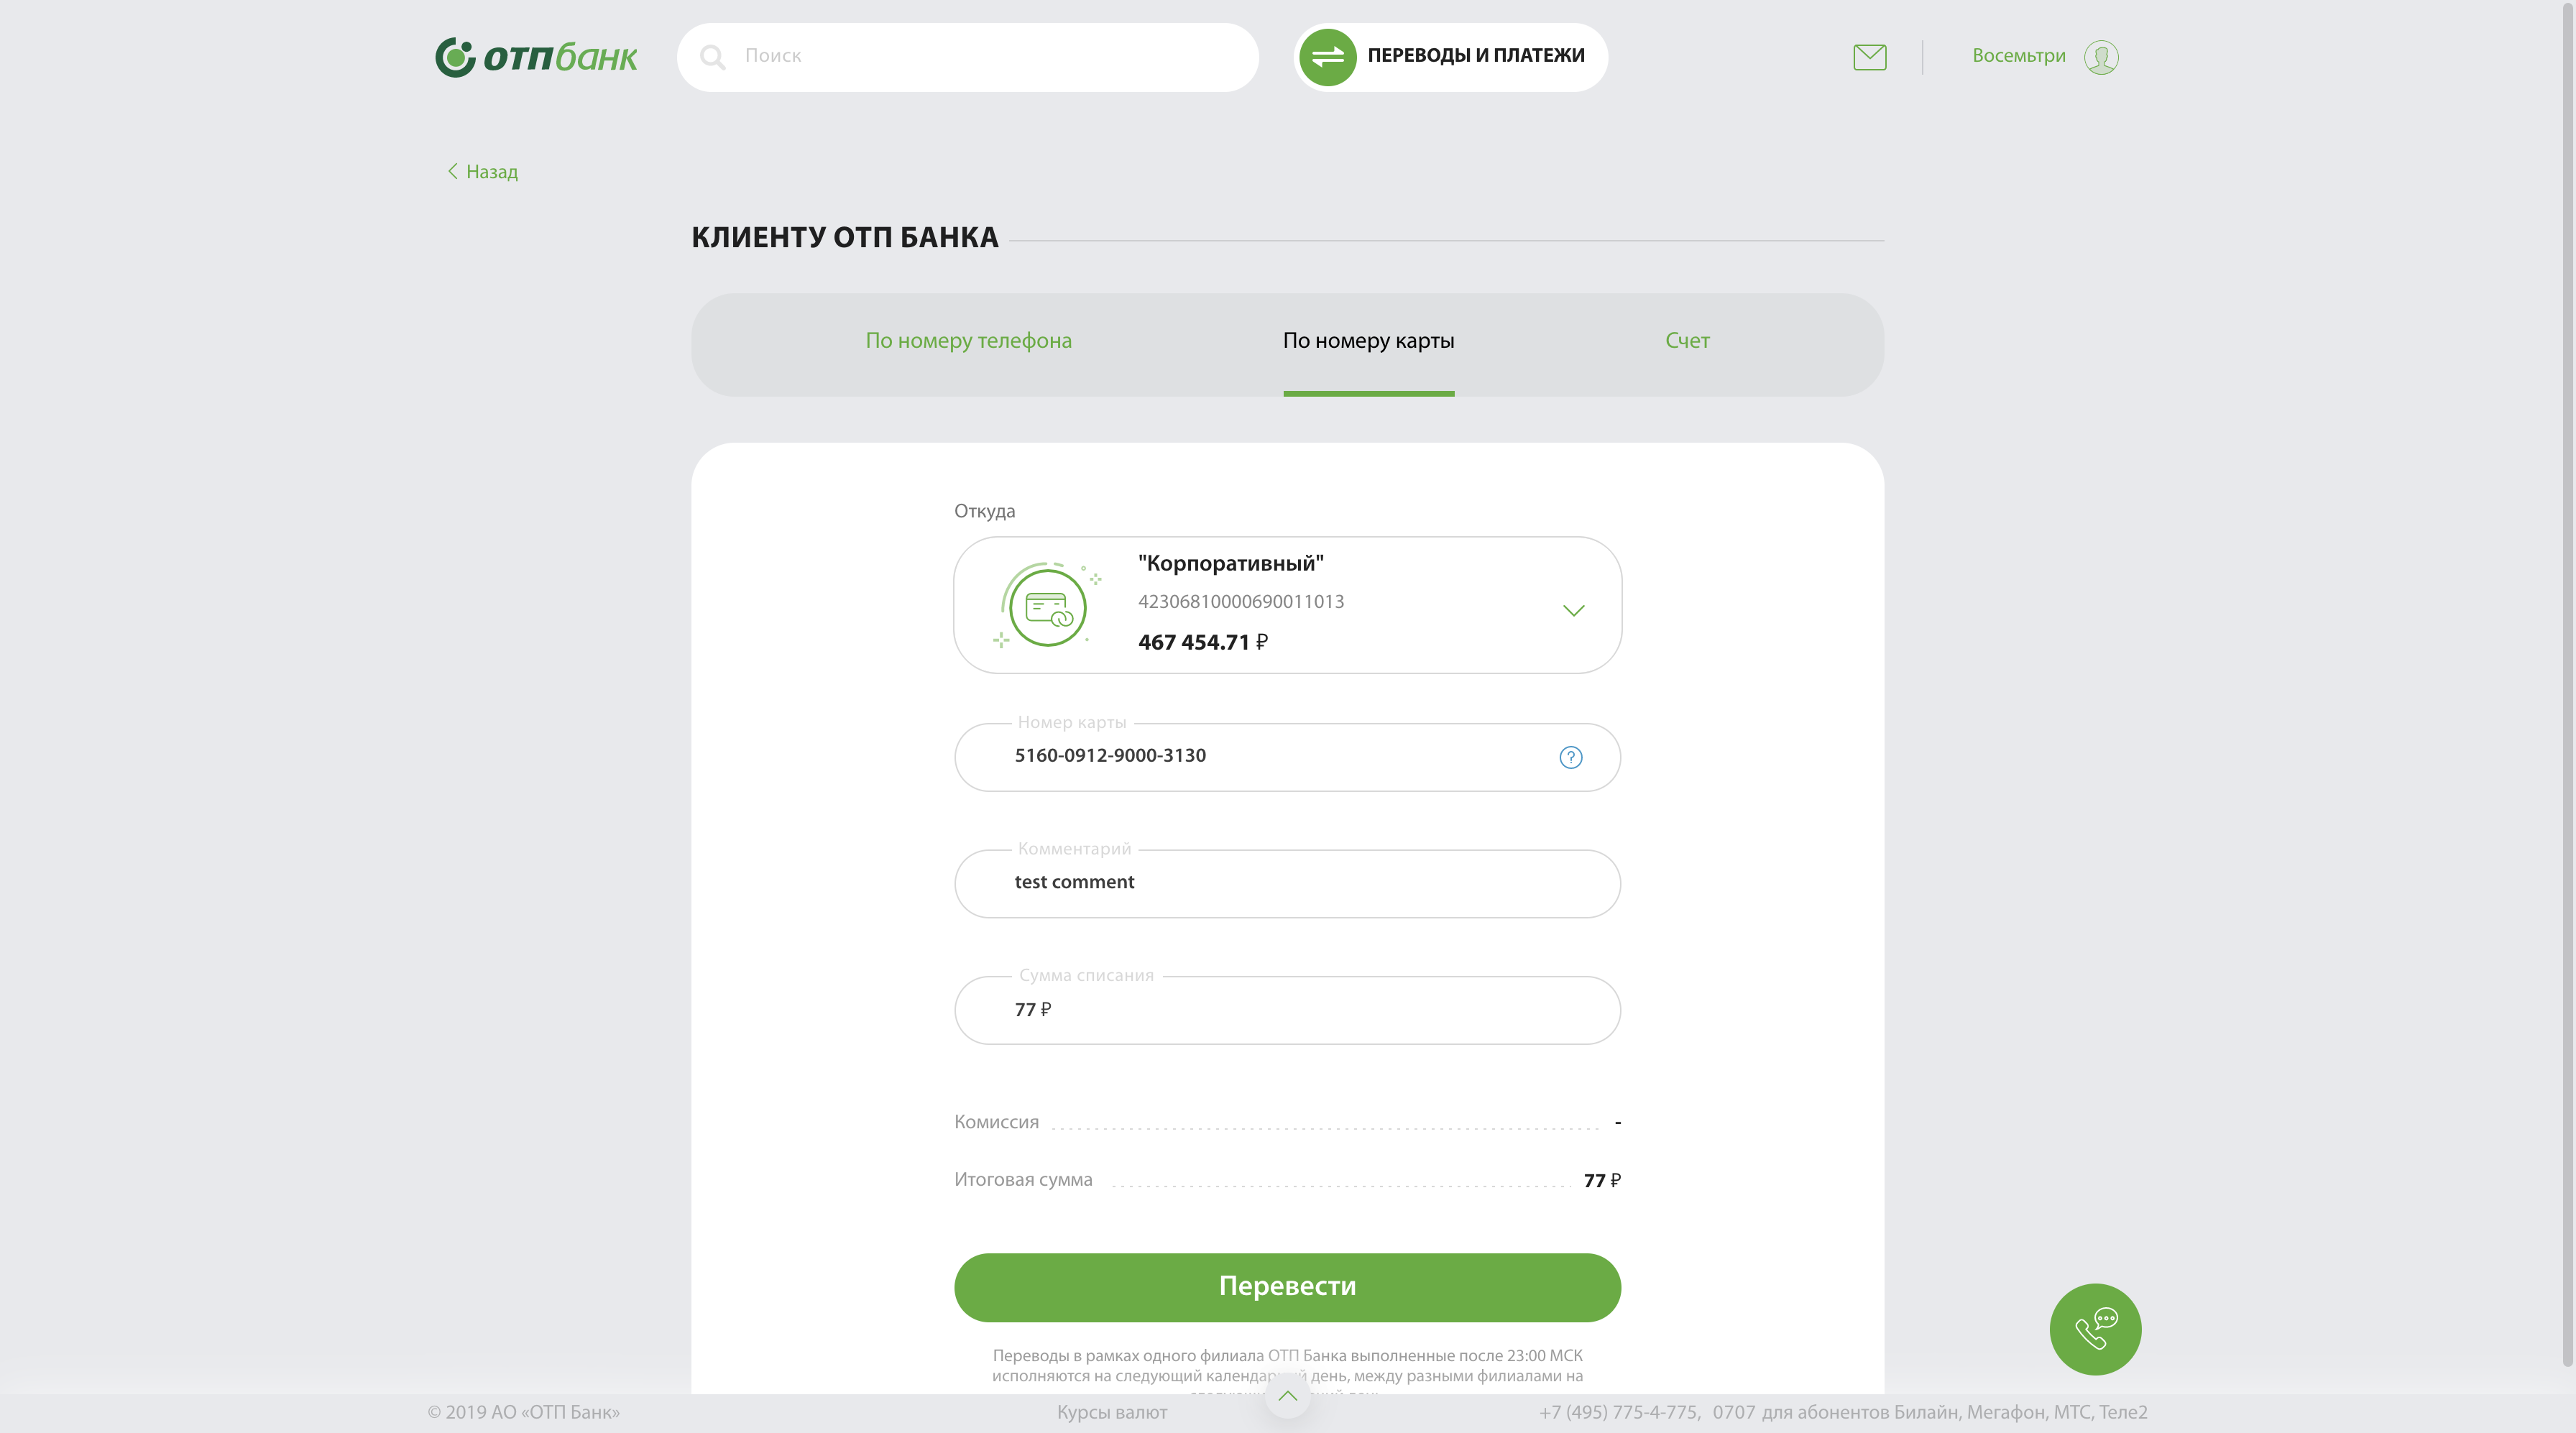 отпбанк
Поиск
ПЕРЕВОДЫ И ПЛАТЕЖИ
Восемьтри
Назад
КЛИЕНТУ ОТП БАНКА
По номеру телефона
По номеру карты
Счет
Откуда
"Корпоративный"
42306810000690011013
467 454.71 ₽
Номер карты
5160-0912-9000-3130
?
Комментарий
test comment
Сумма списания
77 ₽
Комиссия -
Итоговая сумма 77 ₽
Перевести
Переводы в рамках одного филиала ОТП Банка выполненные после 23:00 МСК
исполняются на следующий календарный день, между разными филиалами на
© 2019 АО «ОТП Банк»
Курсы валют
+7 (495) 775-4-775, 0707 для абонентов Билайн, Мегафон, МТС, Теле2